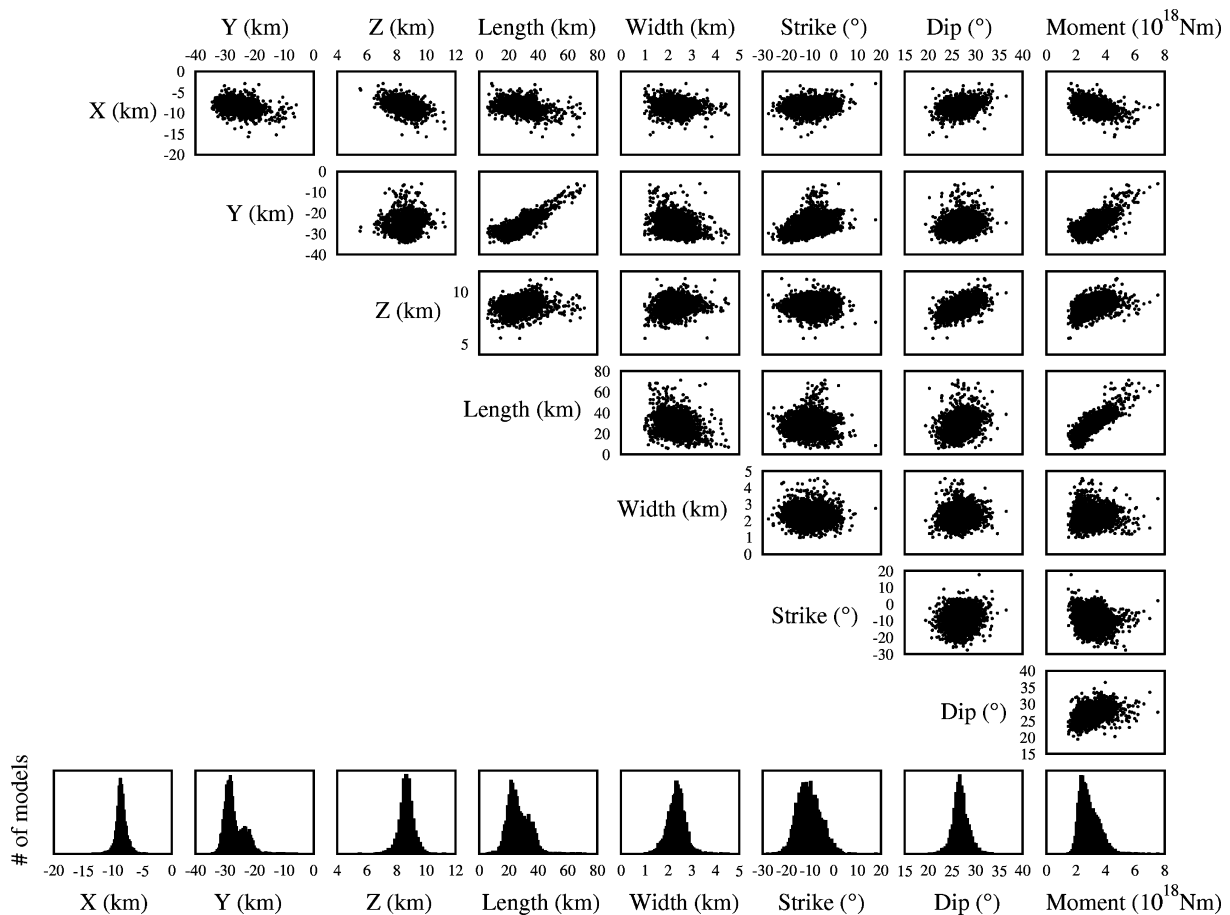 Y (km) Z (km) Length (km) Width (km) Strike (°) Dip (°) Moment (10^18Nm)
-40 -30 -20 -10 0 4 6 8 10 12 0 20 40 60 80 0 1 2 3 4 5 -30 -20 -10 0 10 20 15 20 25 30 35 40 0 2 4 6 8
0
-5
X (km) -10
-15
-20
0
-10
Y (km) -20
-30
-40
10
Z (km)
5
80
60
Length (km) 40
20
0
5
4
Width (km) 3
2
1
0
20
10
Strike (°) 0
-10
-20
-30
40
35
Dip (°) 30
25
20
15
# of models
-20 -15 -10 -5 0 -40 -30 -20 -10 0 4 6 8 10 12 0 20 40 60 80 0 1 2 3 4 5 -30 -20 -10 0 10 20 15 20 25 30 35 40 0 2 4 6 8
X (km) Y (km) Z (km) Length (km) Width (km) Strike (°) Dip (°) Moment (10^18Nm)